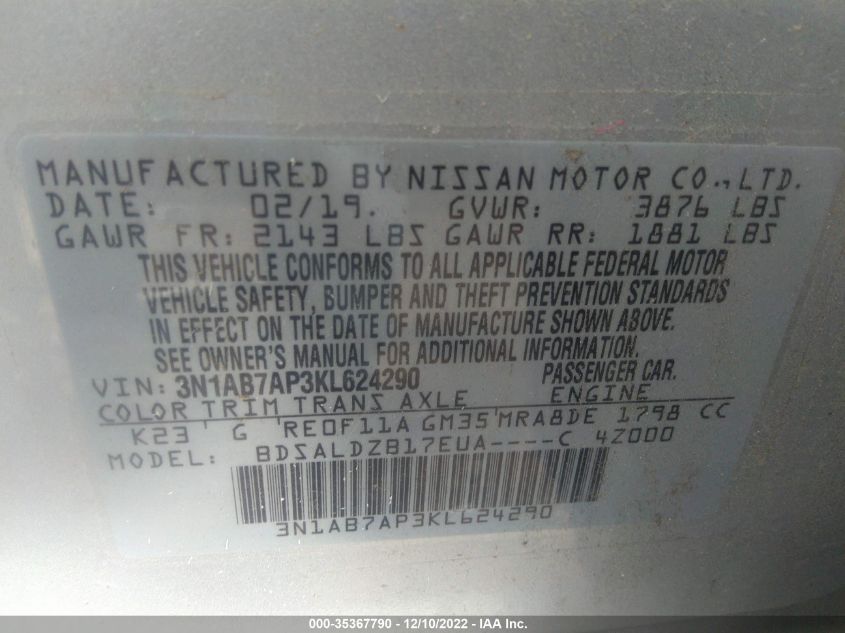 MANUFACTURED BY NISSAN MOTOR CO., LTD.
DATE: 02/19. GVWR: 3876 LBS
GAWR FR: 2143 LBS GAWR RR: 1881 LBS
THIS VEHICLE CONFORMS TO ALL APPLICABLE FEDERAL MOTOR
VEHICLE SAFETY, BUMPER AND THEFT PREVENTION STANDARDS
IN EFFECT ON THE DATE OF MANUFACTURE SHOWN ABOVE.
SEE OWNER'S MANUAL FOR ADDITIONAL INFORMATION.
VIN: 3N1AB7AP3KL624290 PASSENGER CAR.
COLOR TRIM TRANS AXLE ENGINE
K23 G RE0F11A GM35 MRA8DE 1798 CC
MODEL: BDSALDZB17EUA----C 4Z000
3N1AB7AP3KL624290
000-35367790 - 12/10/2022 - IAA Inc.